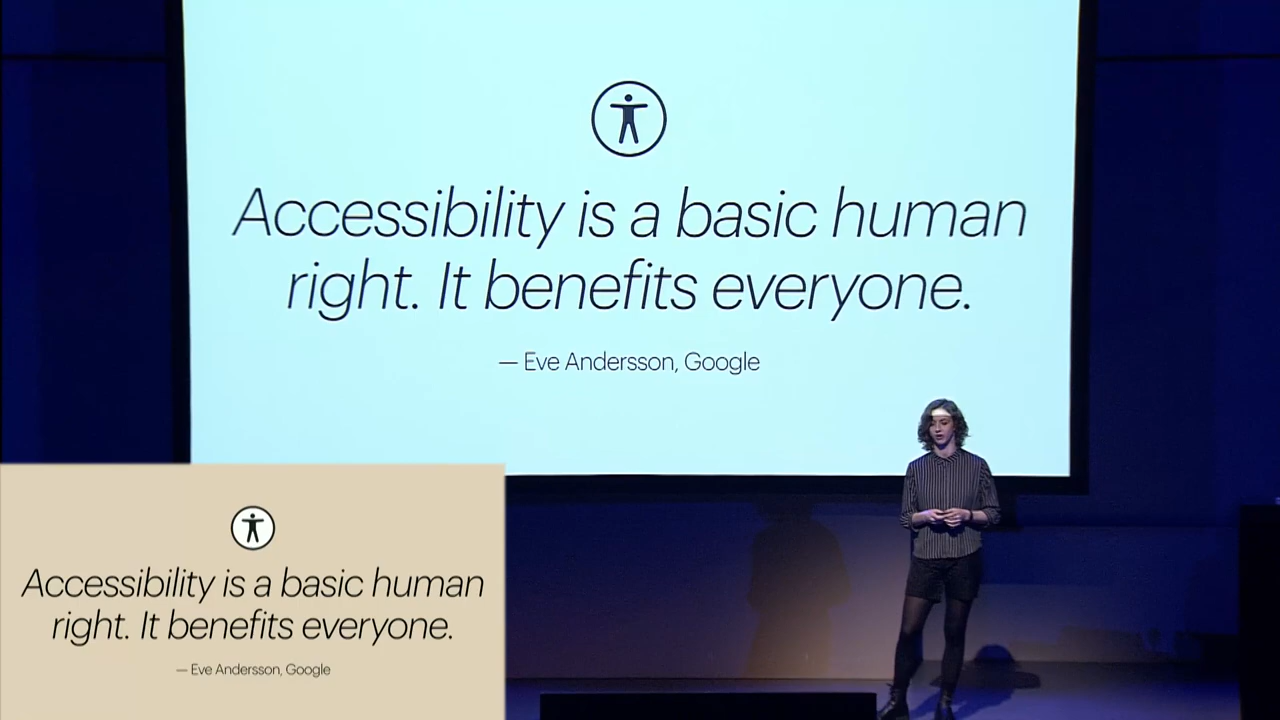 Accessibility is a basic human
right. It benefits everyone.
— Eve Andersson, Google
Accessibility is a basic human
right. It benefits everyone.
— Eve Andersson, Google